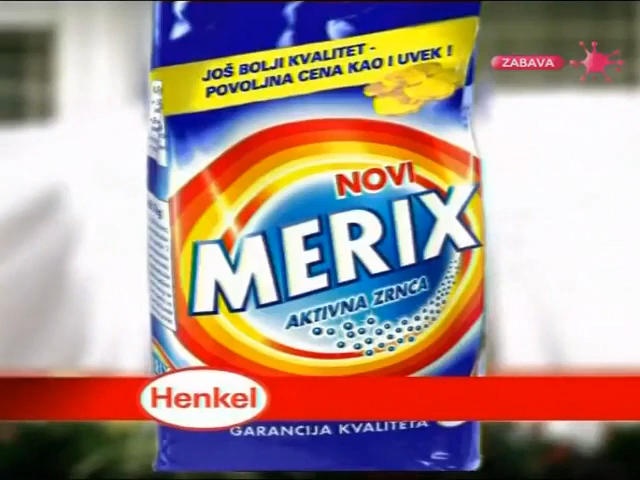 JOŠ BOLJI KVALITET -
POVOLJNA CENA KAO I UVEK !
ZABAVA
NOVI
MERIX
AKTIVNA ZRNCA
Henkel
GARANCIJA KVALITETA